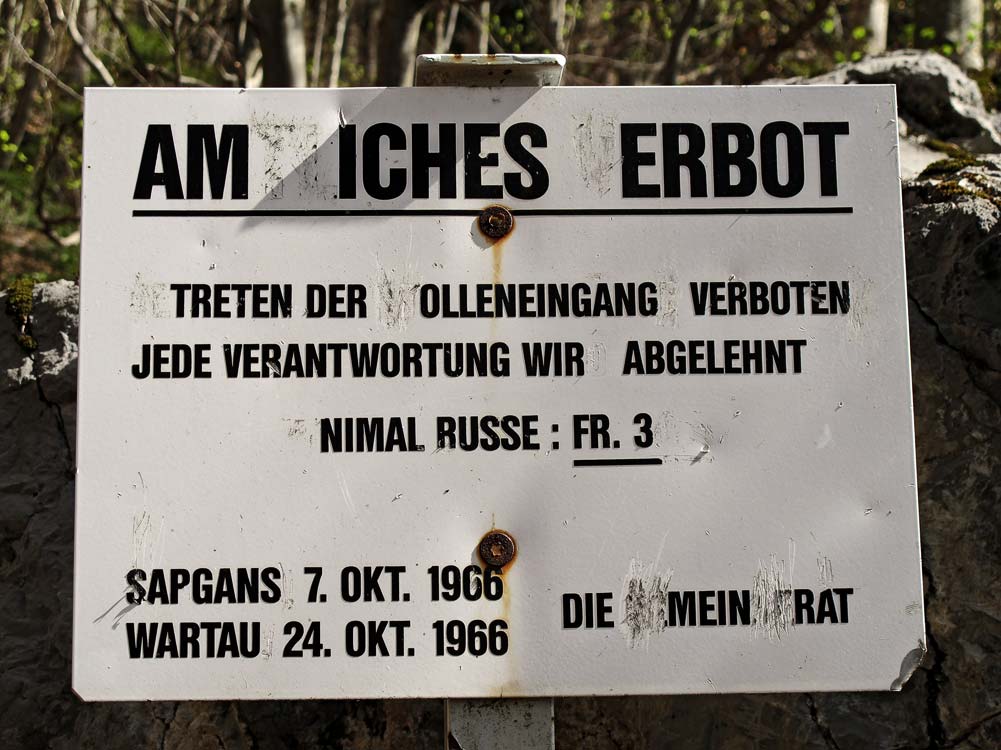 AM ICHES ERBOT
TRETEN DER OLLENEINGANG VERBOTEN
JEDE VERANTWORTUNG WIR ABGELEHNT
NIMAL RUSSE : FR. 3
SAPGANS 7. OKT. 1966
WARTAU 24. OKT. 1966
DIE EMEIN RAT